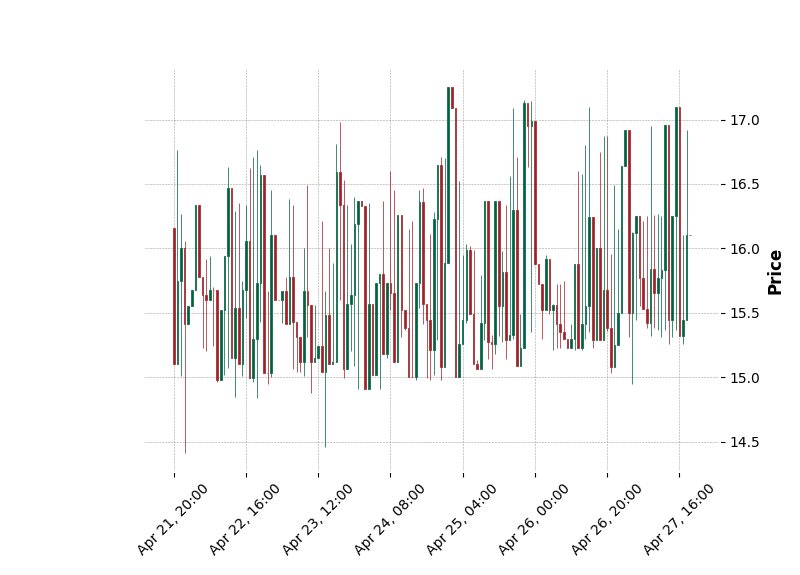 17.0
16.5
16.0
15.5
15.0
14.5
Price
Apr 21, 20:00
Apr 22, 16:00
Apr 23, 12:00
Apr 24, 08:00
Apr 25, 04:00
Apr 26, 00:00
Apr 26, 20:00
Apr 27, 16:00